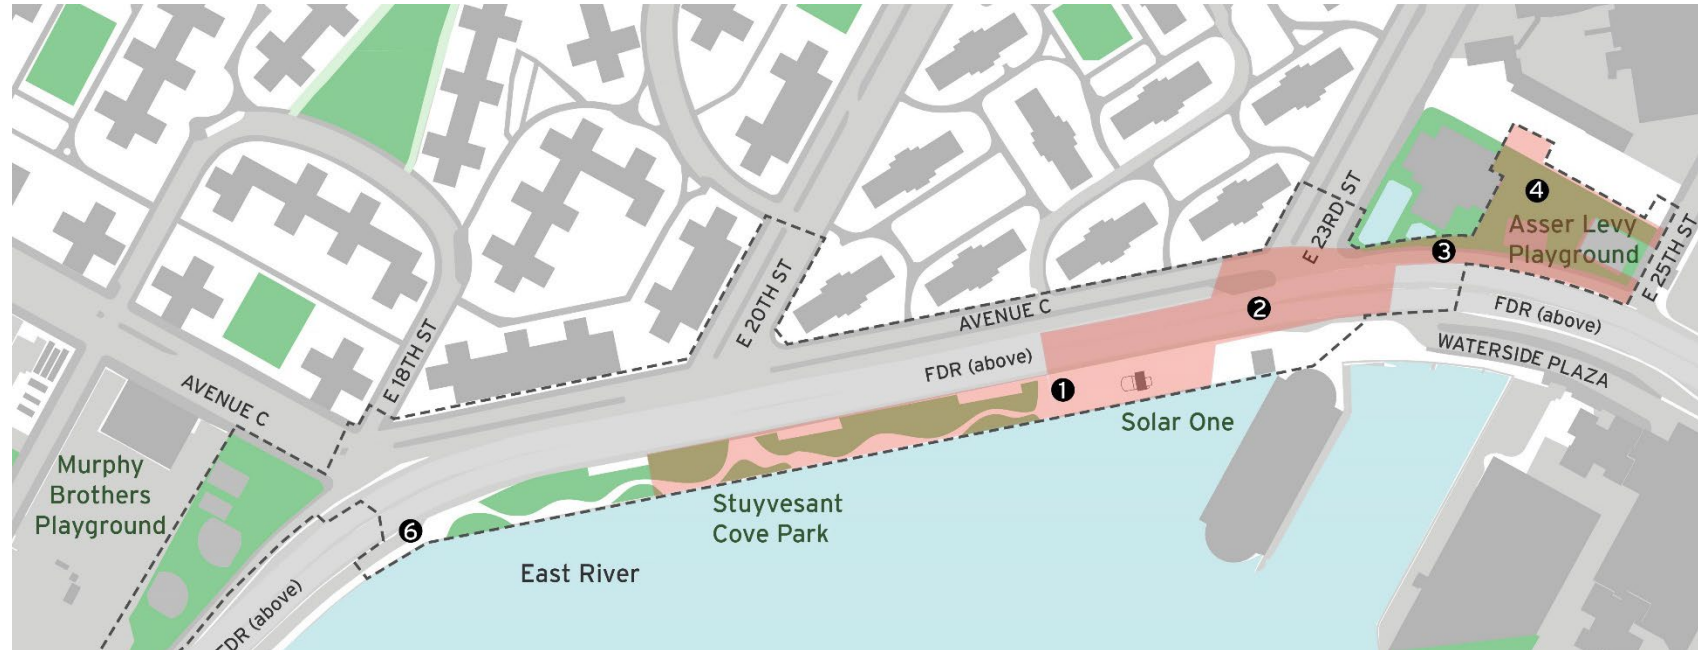 E 23RD ST
4
Asser Levy
Playground
3
E 25TH ST
E 20TH ST
AVENUE C
2
FDR (above)
FDR (above)
WATERSIDE PLAZA
E 18TH ST
AVENUE C
1
Solar One
Murphy
Brothers
Playground
Stuyvesant
Cove Park
6
East River
FDR (above)